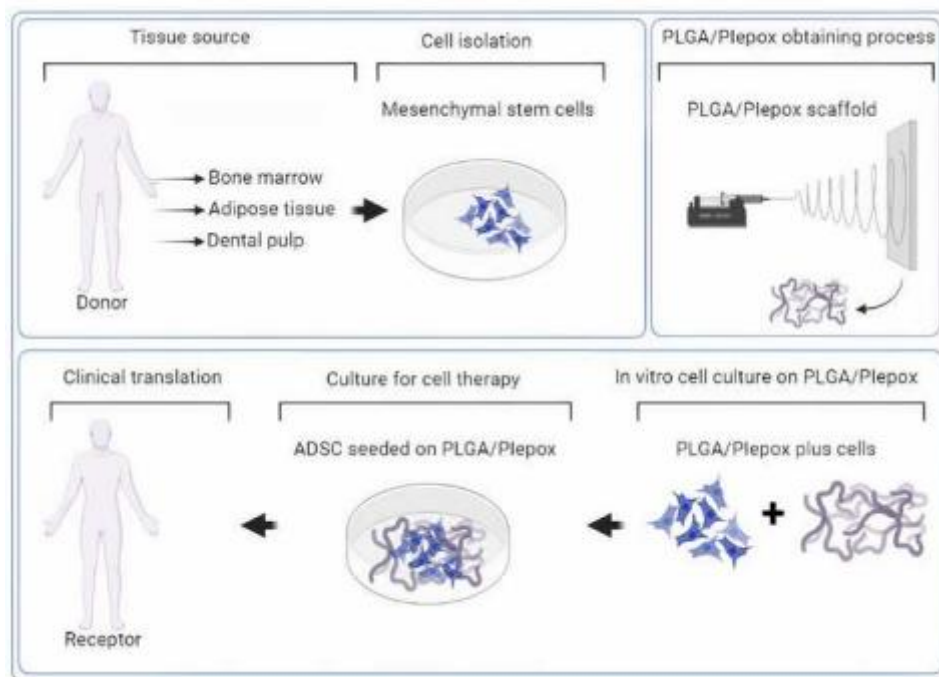 Tissue source
Cell isolation
PLGA/Plepox obtaining process
Mesenchymal stem cells
PLGA/Plepox scaffold
Bone marrow
Adipose tissue
Dental pulp
Donor
Clinical translation
Culture for cell therapy
In vitro cell culture on PLGA/Plepox
ADSC seeded on PLGA/Plepox
PLGA/Plepox plus cells
+
Receptor